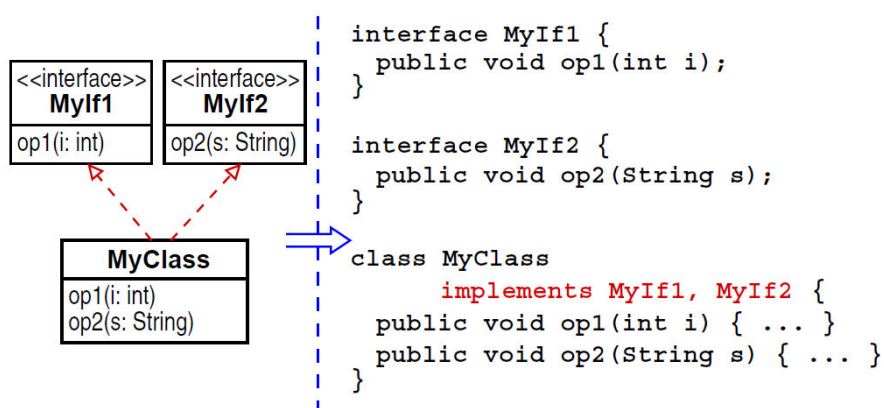 <<interface>>
MyIf1
op1(i: int)
<<interface>>
MyIf2
op2(s: String)
MyClass
op1(i: int)
op2(s: String)
interface MyIf1 {
  public void op1(int i);
}
interface MyIf2 {
  public void op2(String s);
}
class MyClass
      implements MyIf1, MyIf2 {
  public void op1(int i) { ... }
  public void op2(String s) { ... }
}